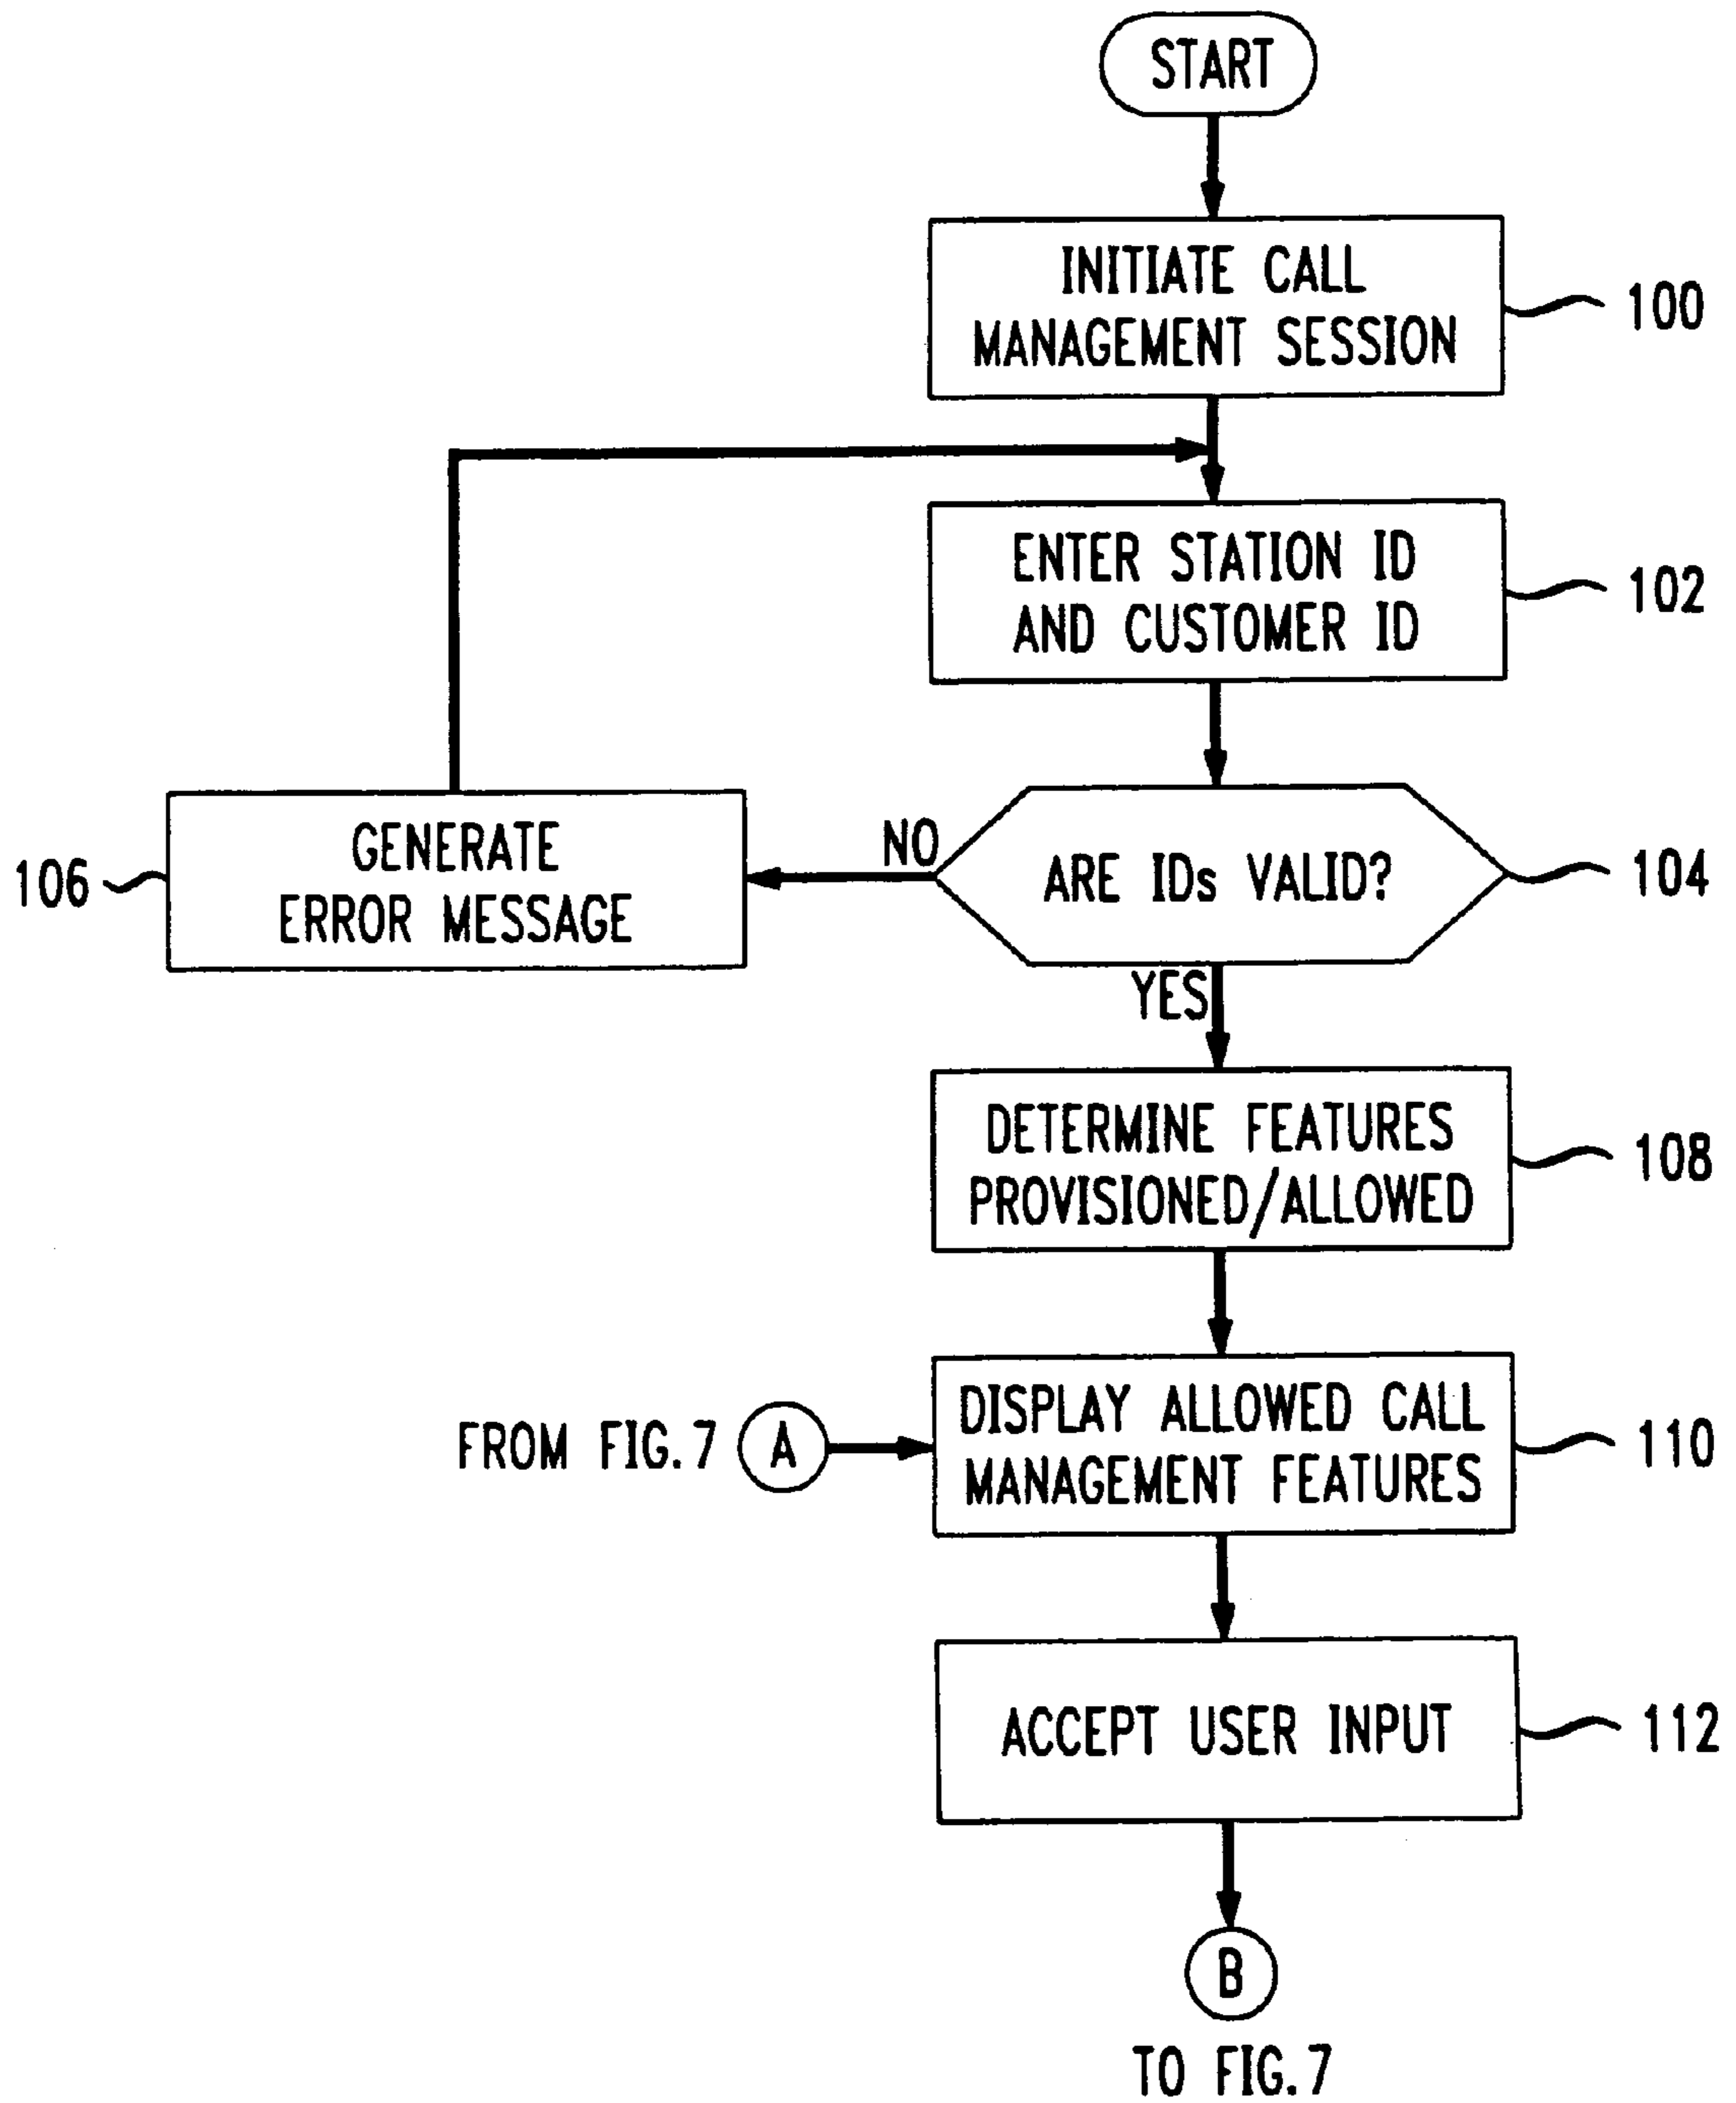 START
INITIATE CALL
MANAGEMENT SESSION
100
ENTER STATION ID
AND CUSTOMER ID
102
ARE IDs VALID?
104
NO
GENERATE
ERROR MESSAGE
106
YES
DETERMINE FEATURES
PROVISIONED/ALLOWED
108
FROM FIG.7
A
DISPLAY ALLOWED CALL
MANAGEMENT FEATURES
110
ACCEPT USER INPUT
112
B
TO FIG.7